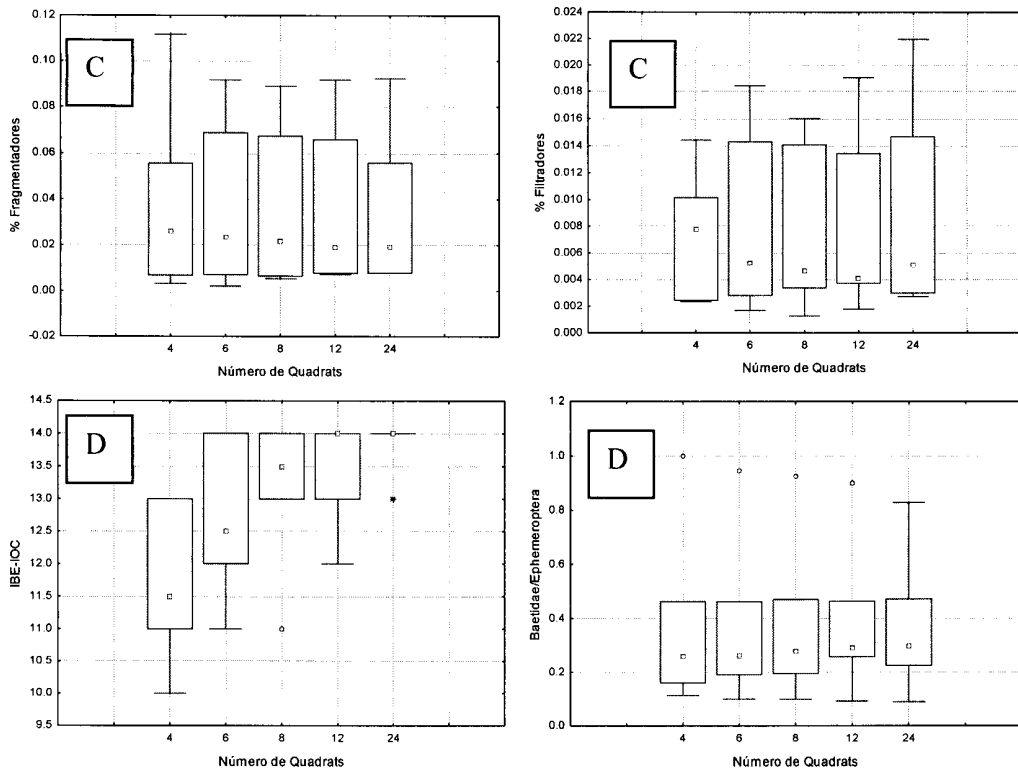 C
% Fragmentadores
0.12
0.10
0.08
0.06
0.04
0.02
0.00
-0.02
4 6 8 12 24
Número de Quadrats
C
% Filtradores
0.024
0.022
0.020
0.018
0.016
0.014
0.012
0.010
0.008
0.006
0.004
0.002
0.000
4 6 8 12 24
Número de Quadrats
D
IBE-IOC
14.5
14.0
13.5
13.0
12.5
12.0
11.5
11.0
10.5
10.0
9.5
4 6 8 12 24
Número de Quadrats
D
Baetidae/Ephemeroptera
1.2
1.0
0.8
0.6
0.4
0.2
0.0
4 6 8 12 24
Número de Quadrats